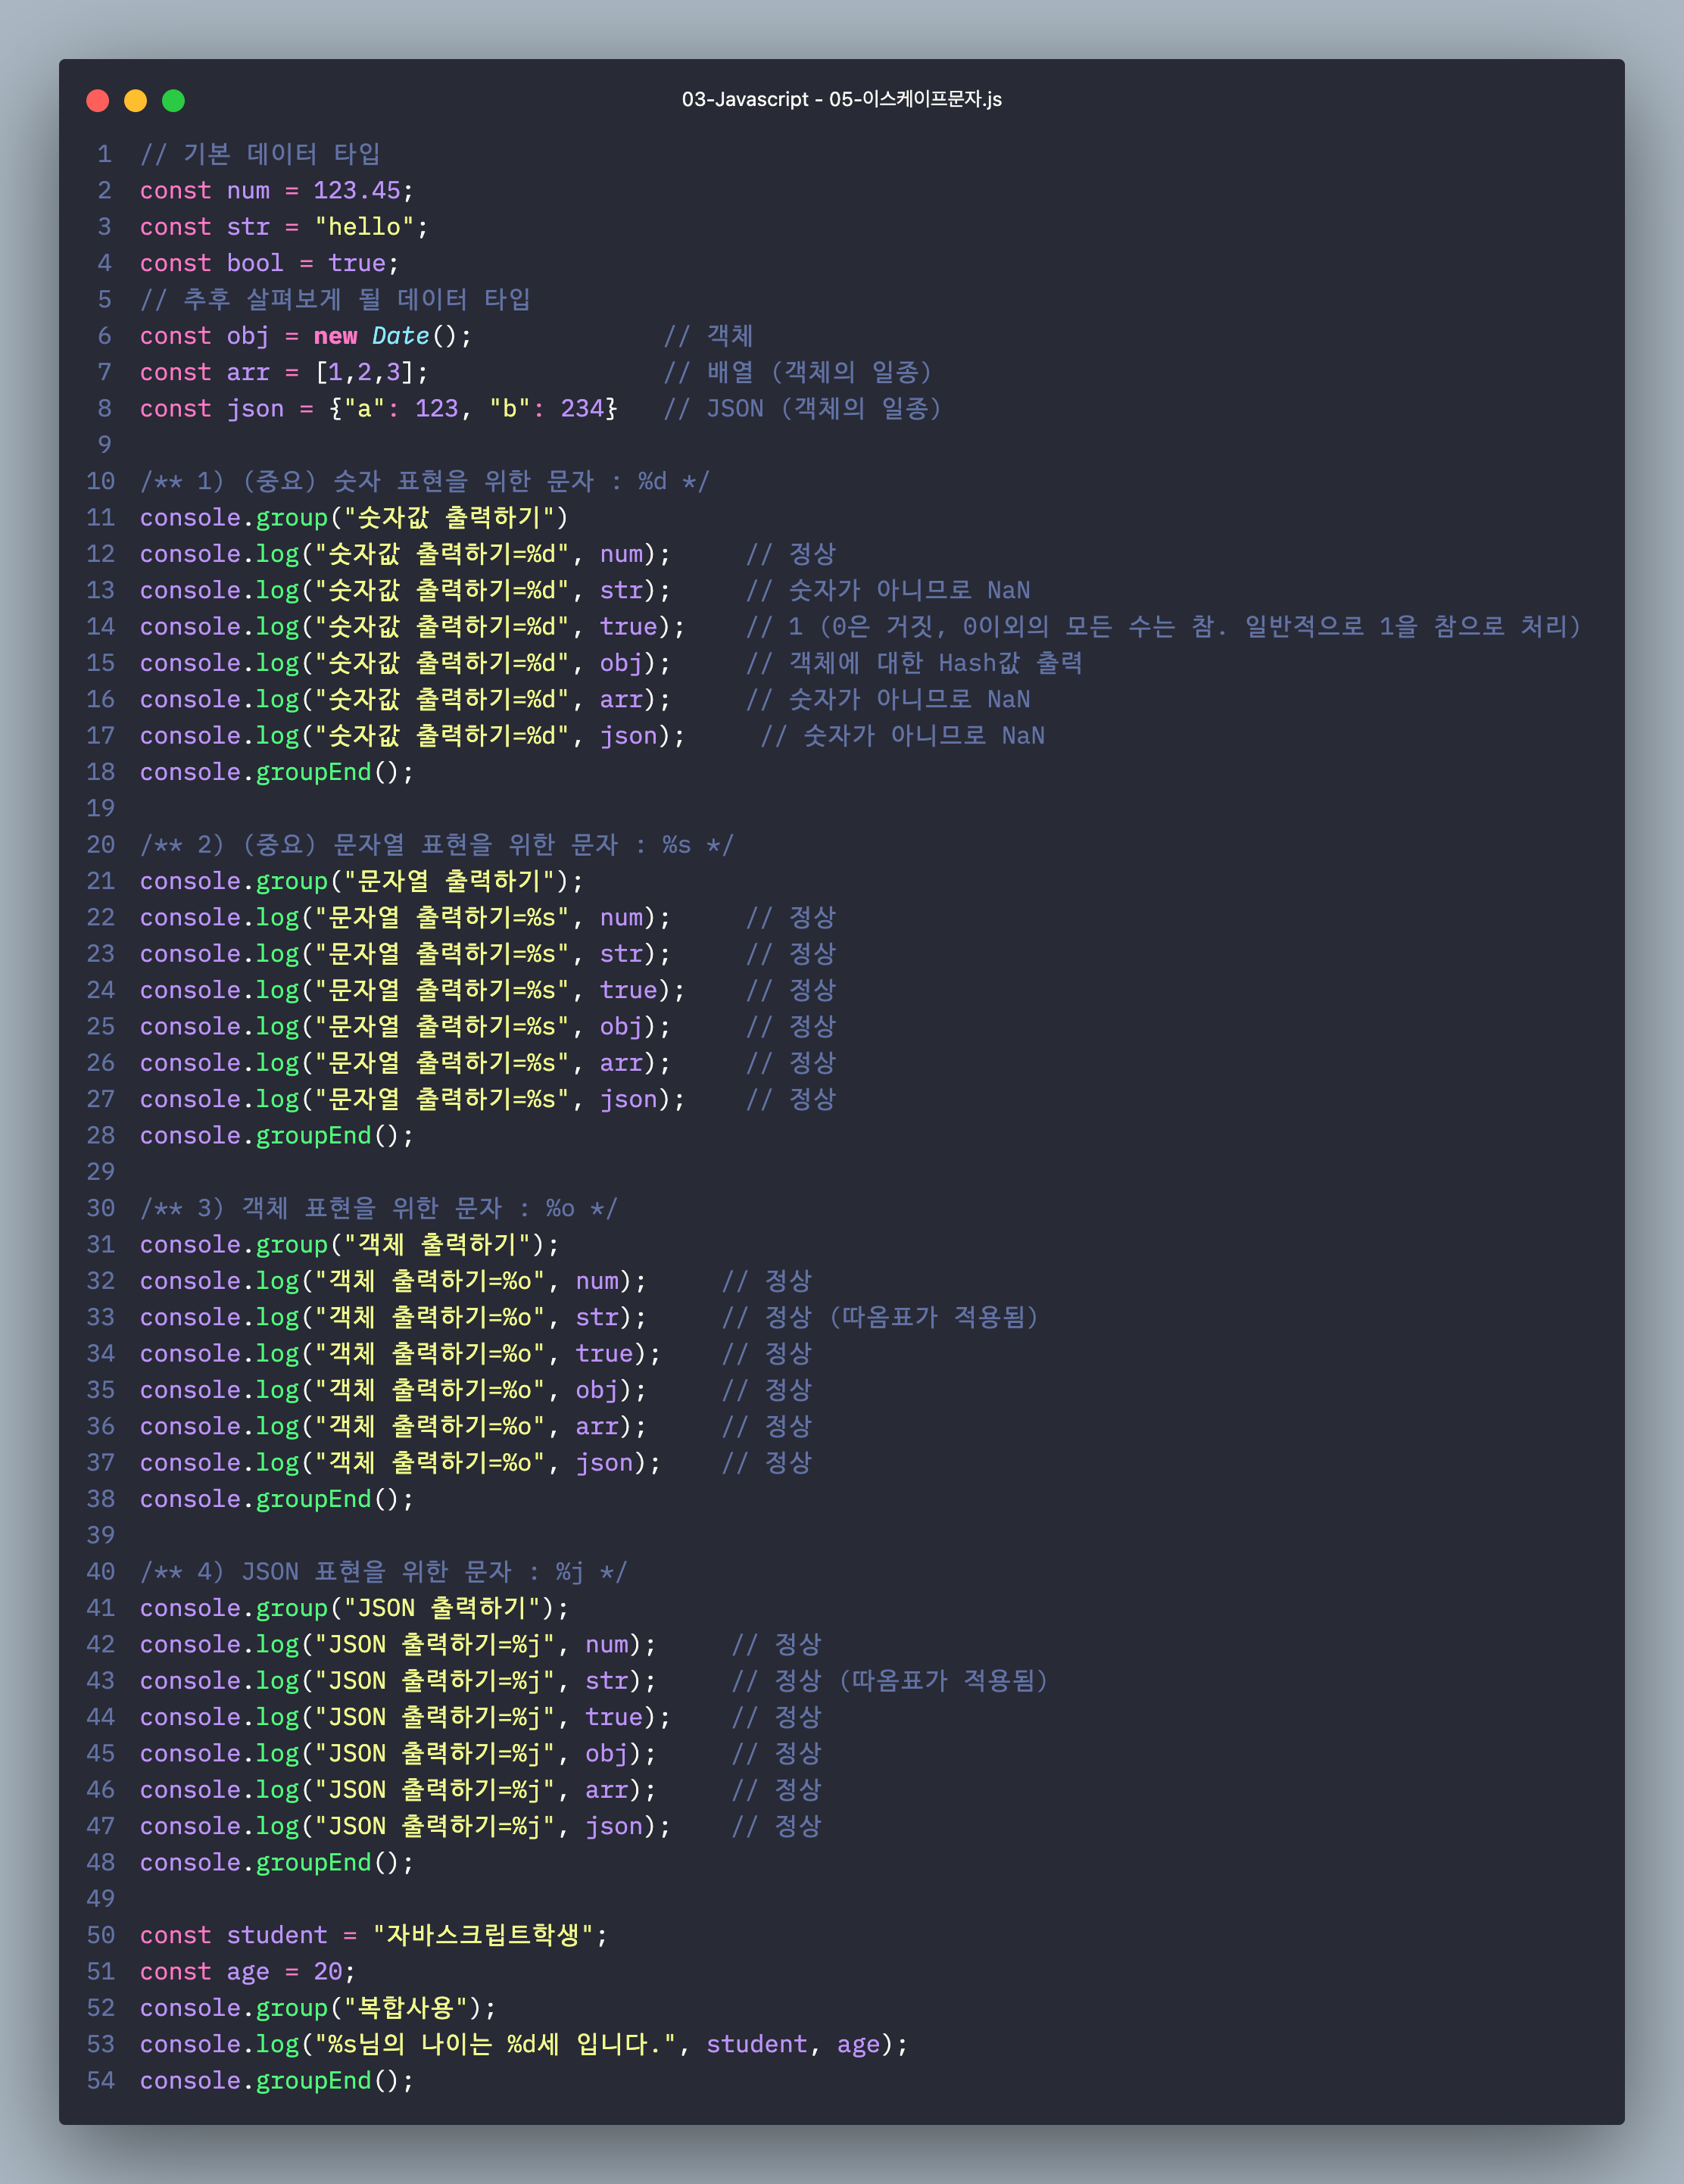 03-Javascript - 05-이스케이프문자.js
1 // 기본 데이터 타입
2 const num = 123.45;
3 const str = "hello";
4 const bool = true;
5 // 추후 살펴보게 될 데이터 타입
6 const obj = new Date();             // 객체
7 const arr = [1,2,3];                // 배열 (객체의 일종)
8 const json = {"a": 123, "b": 234}   // JSON (객체의 일종)
9
10 /** 1) (중요) 숫자 표현을 위한 문자 : %d */
11 console.group("숫자값 출력하기")
12 console.log("숫자값 출력하기=%d", num);     // 정상
13 console.log("숫자값 출력하기=%d", str);     // 숫자가 아니므로 NaN
14 console.log("숫자값 출력하기=%d", true);    // 1 (0은 거짓, 0이외의 모든 수는 참. 일반적으로 1을 참으로 처리)
15 console.log("숫자값 출력하기=%d", obj);     // 객체에 대한 Hash값 출력
16 console.log("숫자값 출력하기=%d", arr);     // 숫자가 아니므로 NaN
17 console.log("숫자값 출력하기=%d", json);     // 숫자가 아니므로 NaN
18 console.groupEnd();
19
20 /** 2) (중요) 문자열 표현을 위한 문자 : %s */
21 console.group("문자열 출력하기");
22 console.log("문자열 출력하기=%s", num);     // 정상
23 console.log("문자열 출력하기=%s", str);     // 정상
24 console.log("문자열 출력하기=%s", true);    // 정상
25 console.log("문자열 출력하기=%s", obj);     // 정상
26 console.log("문자열 출력하기=%s", arr);     // 정상
27 console.log("문자열 출력하기=%s", json);    // 정상
28 console.groupEnd();
29
30 /** 3) 객체 표현을 위한 문자 : %o */
31 console.group("객체 출력하기");
32 console.log("객체 출력하기=%o", num);     // 정상
33 console.log("객체 출력하기=%o", str);     // 정상 (따옴표가 적용됨)
34 console.log("객체 출력하기=%o", true);    // 정상
35 console.log("객체 출력하기=%o", obj);     // 정상
36 console.log("객체 출력하기=%o", arr);     // 정상
37 console.log("객체 출력하기=%o", json);    // 정상
38 console.groupEnd();
39
40 /** 4) JSON 표현을 위한 문자 : %j */
41 console.group("JSON 출력하기");
42 console.log("JSON 출력하기=%j", num);     // 정상
43 console.log("JSON 출력하기=%j", str);     // 정상 (따옴표가 적용됨)
44 console.log("JSON 출력하기=%j", true);    // 정상
45 console.log("JSON 출력하기=%j", obj);     // 정상
46 console.log("JSON 출력하기=%j", arr);     // 정상
47 console.log("JSON 출력하기=%j", json);    // 정상
48 console.groupEnd();
49
50 const student = "자바스크립트학생";
51 const age = 20;
52 console.group("복합사용");
53 console.log("%s님의 나이는 %d세 입니다.", student, age);
54 console.groupEnd();